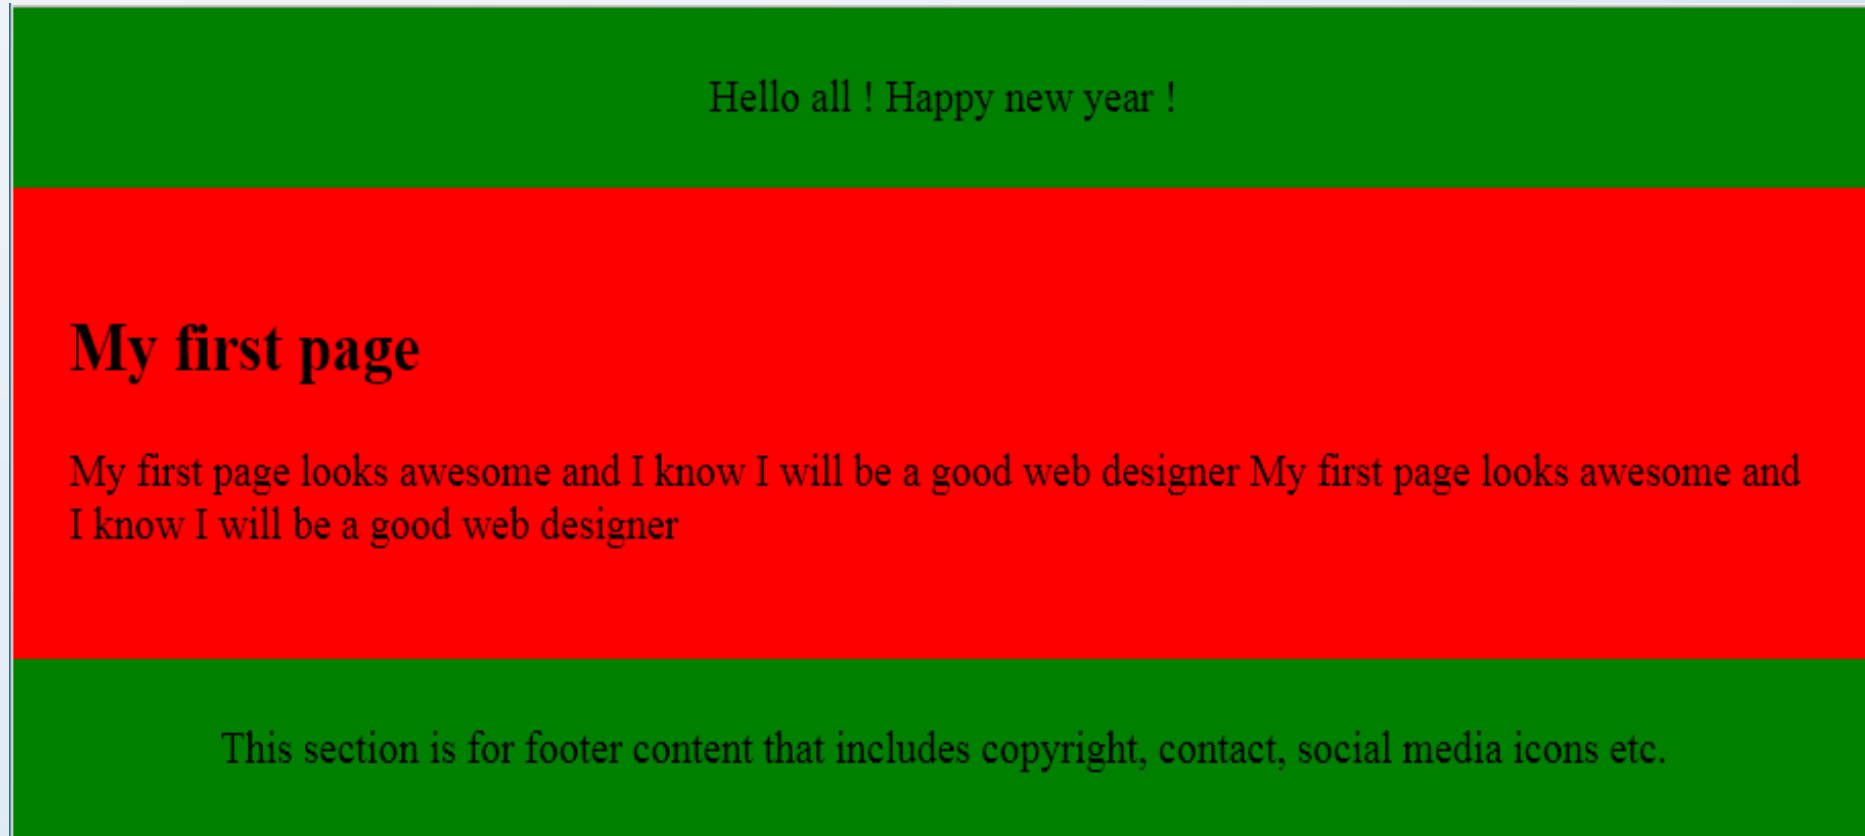 Hello all ! Happy new year !
My first page
My first page looks awesome and I know I will be a good web designer My first page looks awesome and
I know I will be a good web designer
This section is for footer content that includes copyright, contact, social media icons etc.